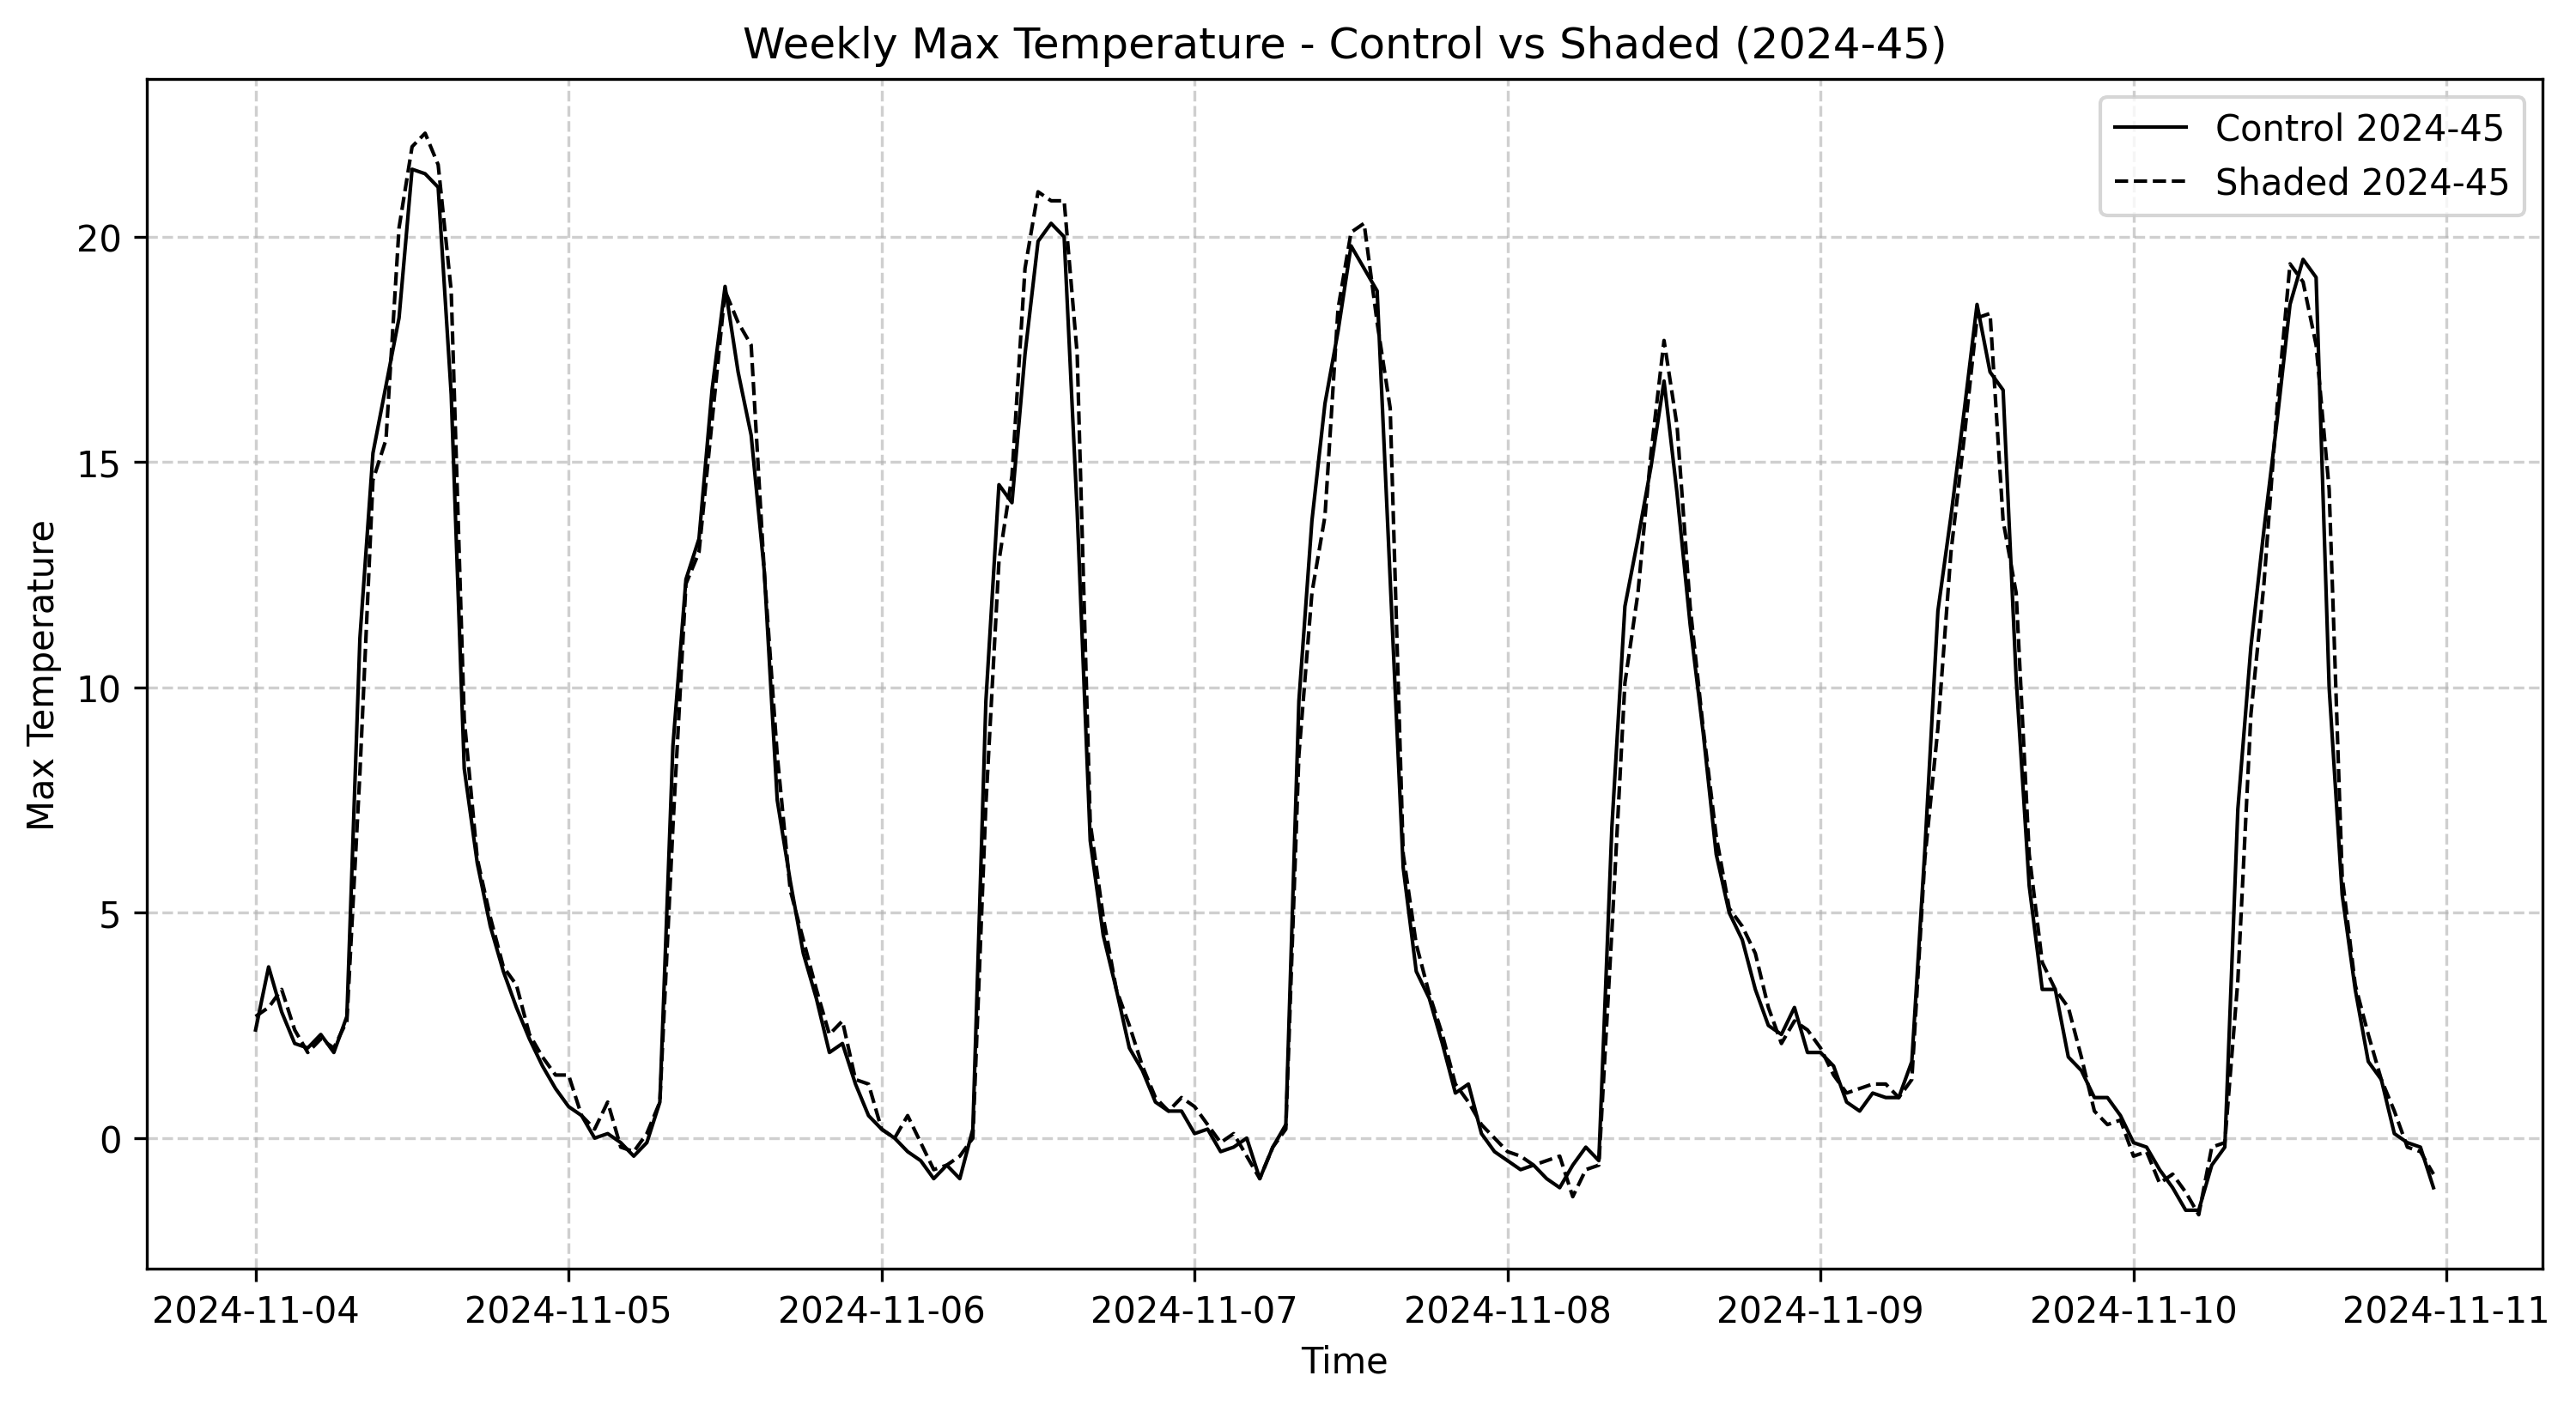 Weekly Max Temperature - Control vs Shaded (2024-45)
Control 2024-45
Shaded 2024-45
Max Temperature
20
15
10
5
0
2024-11-04
2024-11-05
2024-11-06
2024-11-07
2024-11-08
2024-11-09
2024-11-10
2024-11-11
Time